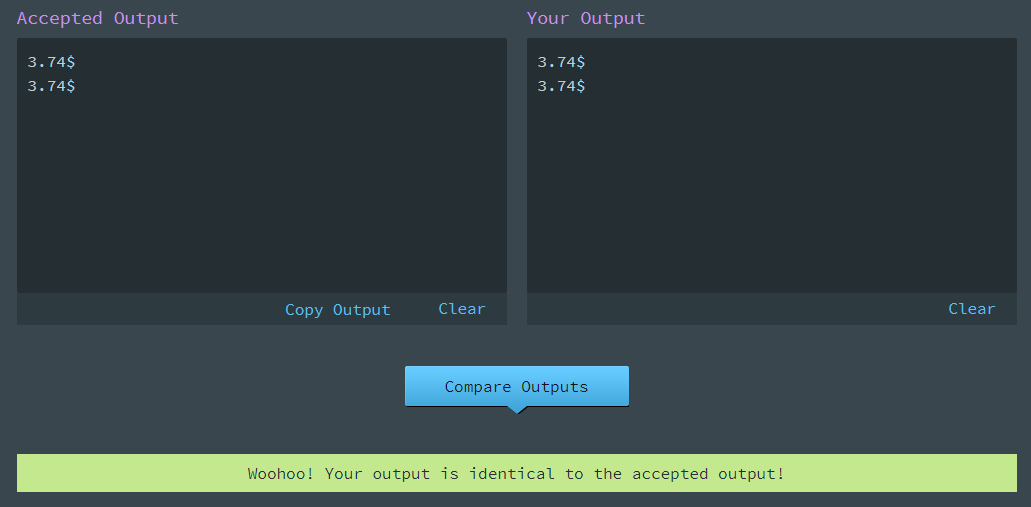 Accepted Output
Your Output
3.74$
3.74$
3.74$
3.74$
Copy Output
Clear
Clear
Compare Outputs
Woohoo! Your output is identical to the accepted output!